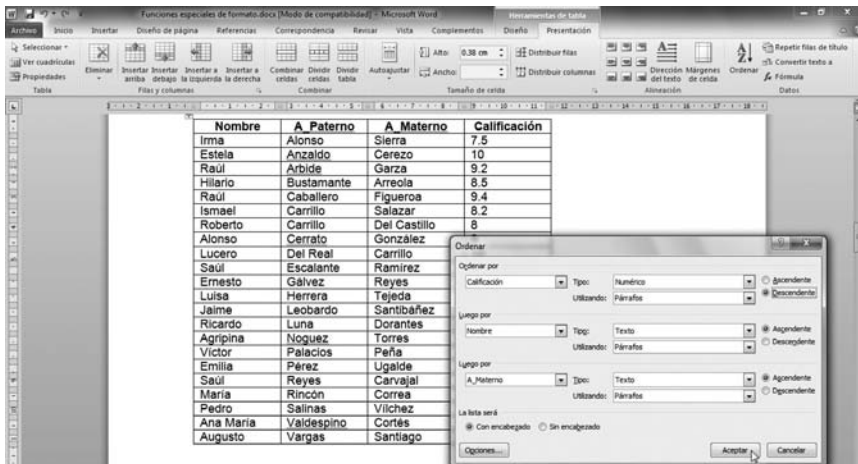 Funciones especiales de formato.docx [Modo de compatibilidad] - Microsoft Word
Herramientas de tabla
Archivo Inicio Insertar Diseño de página Referencias Correspondencia Revisar Vista Complementos Diseño Presentación
Seleccionar
Ver cuadrículas
Propiedades
Tabla
Eliminar
Insertar arriba
Insertar debajo
Insertar a la izquierda
Insertar a la derecha
Filas y columnas
Combinar celdas
Dividir celdas
Dividir tabla
Combinar
Autoajustar
Alto: 0.38 cm
Ancho:
Distribuir filas
Distribuir columnas
Tamaño de celda
Dirección del texto
Márgenes de celda
Alineación
Ordenar
Repetir filas de título
Convertir texto a
Fórmula
Datos
Nombre A_Paterno A_Materno Calificación
Irma Alonso Sierra 7.5
Estela Anzaldo Cerezo 10
Raúl Arbide Garza 9.2
Hilario Bustamante Arreola 8.5
Raúl Caballero Figueroa 9.4
Ismael Carrillo Salazar 8.2
Roberto Carrillo Del Castillo 8
Alonso Cerrato González
Lucero Del Real Carrillo
Saúl Escalante Ramírez
Ernesto Gálvez Reyes
Luisa Herrera Tejeda
Jaime Leobardo Santibáñez
Ricardo Luna Dorantes
Agripina Noguez Torres
Víctor Palacios Peña
Emilia Pérez Ugalde
Saúl Reyes Carvajal
María Rincón Correa
Pedro Salinas Vílchez
Ana María Valdespino Cortés
Augusto Vargas Santiago
Ordenar
Ordenar por
Calificación Tipo: Numérico Ascendente
Utilizando: Párrafos Descendente
Luego por
Nombre Tipo: Texto Ascendente
Utilizando: Párrafos Descendente
Luego por
A_Materno Tipo: Texto Ascendente
Utilizando: Párrafos Descendente
La lista será
Con encabezado Sin encabezado
Opciones... Aceptar Cancelar